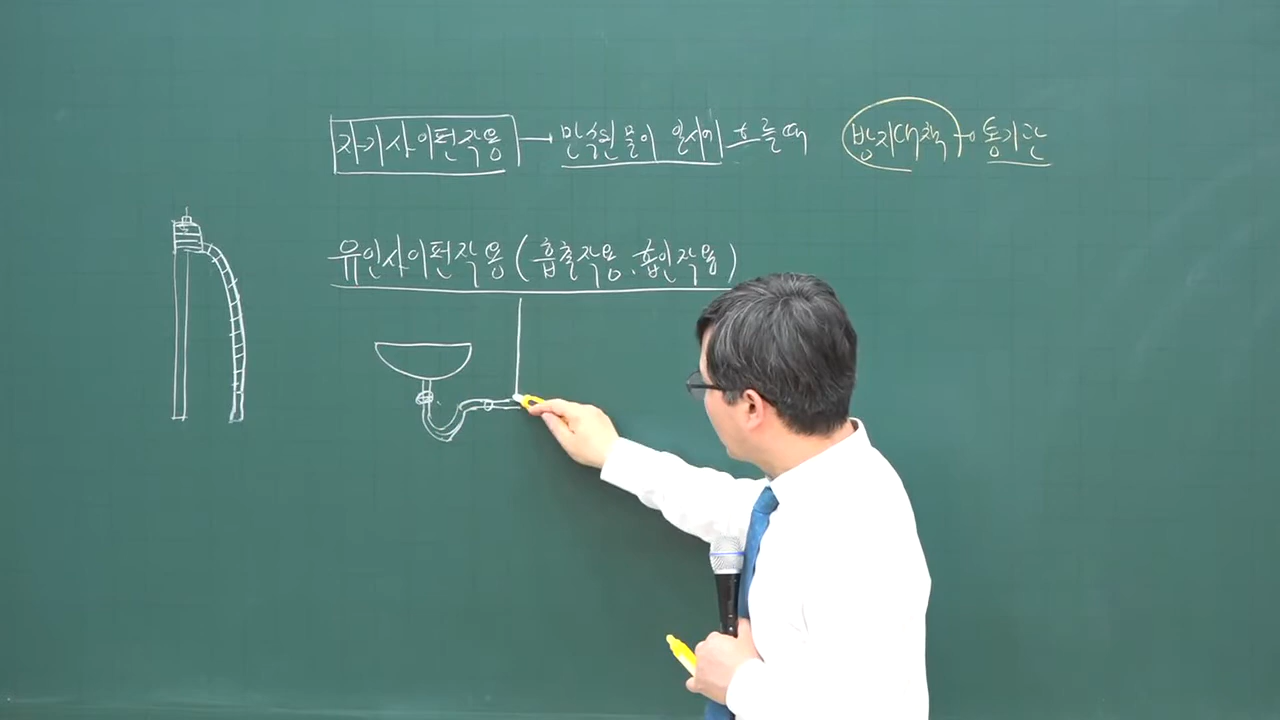 자기사이펀작용 → 만수된 물이 일시에 흐를때 방지대책 → 통기관
유인사이펀작용 (흡출작용, 흡인작용)